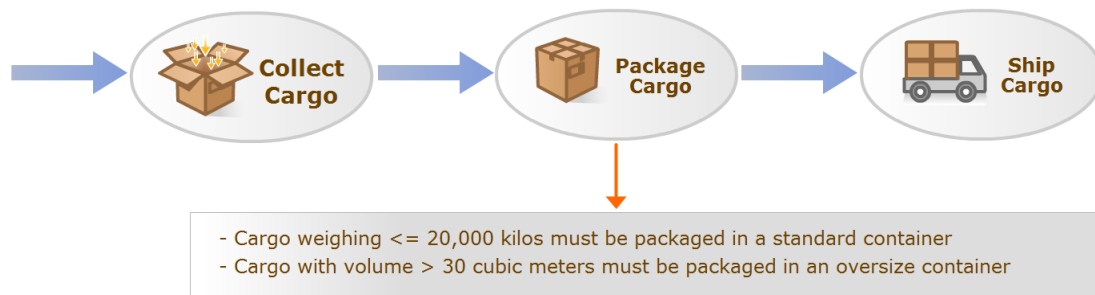 Collect
Cargo
Package
Cargo
Ship
Cargo
- Cargo weighing <= 20,000 kilos must be packaged in a standard container
- Cargo with volume > 30 cubic meters must be packaged in an oversize container